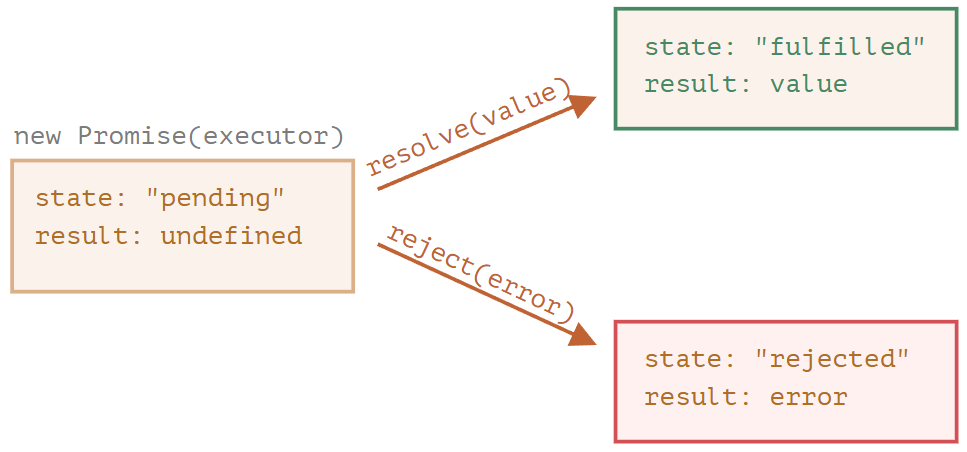 new Promise(executor)
state: "pending"
result: undefined
resolve(value)
state: "fulfilled"
result: value
reject(error)
state: "rejected"
result: error